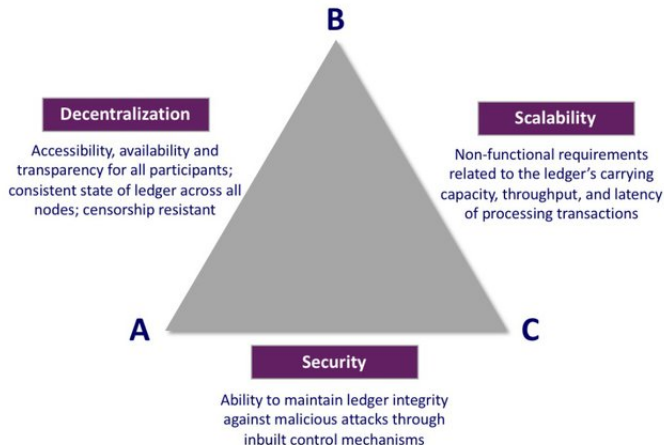 B
Decentralization
Accessibility, availability and
transparency for all participants;
consistent state of ledger across all
nodes; censorship resistant
Scalability
Non-functional requirements
related to the ledger's carrying
capacity, throughput, and latency
of processing transactions
A
C
Security
Ability to maintain ledger integrity
against malicious attacks through
inbuilt control mechanisms